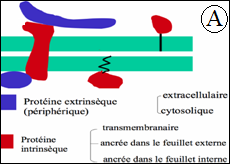 A
Protéine extrinsèque
(périphérique)
extracellulaire
cytosolique
Protéine
intrinsèque
transmembranaire
ancrée dans le feuillet externe
ancrée dans le feuillet interne